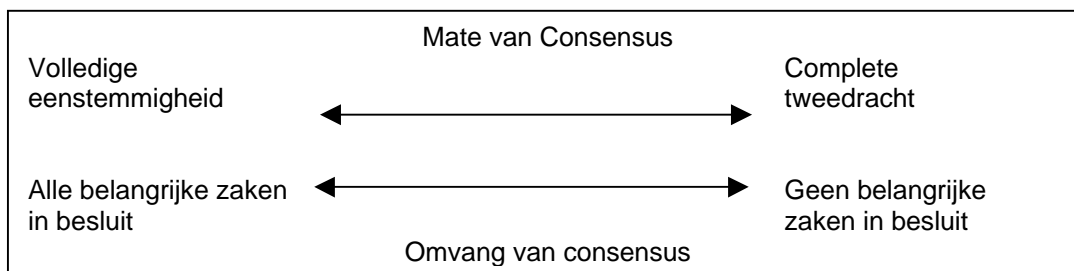 Mate van Consensus
Volledige
eenstemmigheid
Complete
tweedracht
Alle belangrijke zaken
in besluit
Geen belangrijke
zaken in besluit
Omvang van consensus